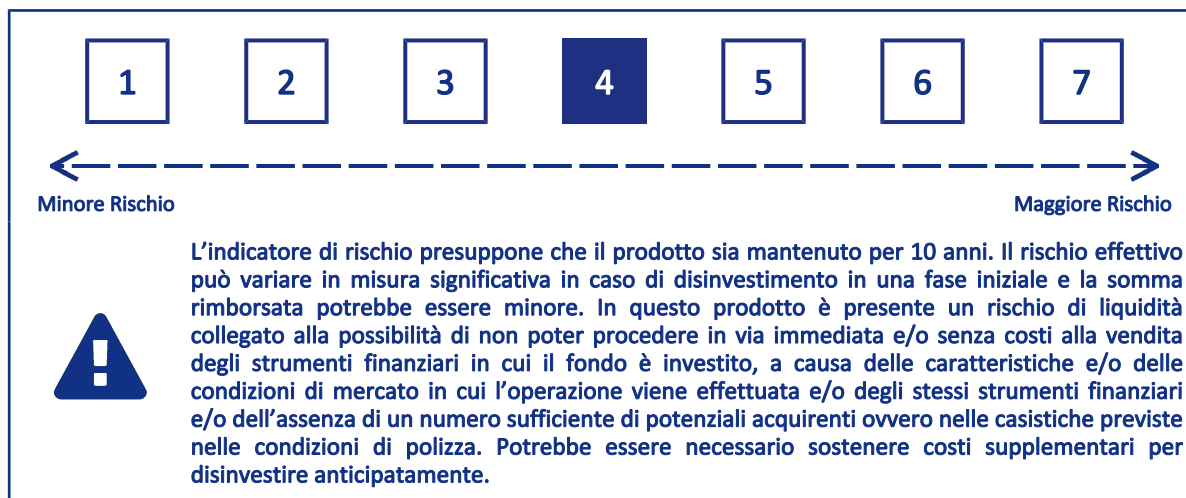 1 2 3 4 5 6 7
Minore Rischio Maggiore Rischio
L’indicatore di rischio presuppone che il prodotto sia mantenuto per 10 anni. Il rischio effettivo
può variare in misura significativa in caso di disinvestimento in una fase iniziale e la somma
rimborsata potrebbe essere minore. In questo prodotto è presente un rischio di liquidità
collegato alla possibilità di non poter procedere in via immediata e/o senza costi alla vendita
degli strumenti finanziari in cui il fondo è investito, a causa delle caratteristiche e/o delle
condizioni di mercato in cui l’operazione viene effettuata e/o degli stessi strumenti finanziari
e/o dell’assenza di un numero sufficiente di potenziali acquirenti ovvero nelle casistiche previste
nelle condizioni di polizza. Potrebbe essere necessario sostenere costi supplementari per
disinvestire anticipatamente.